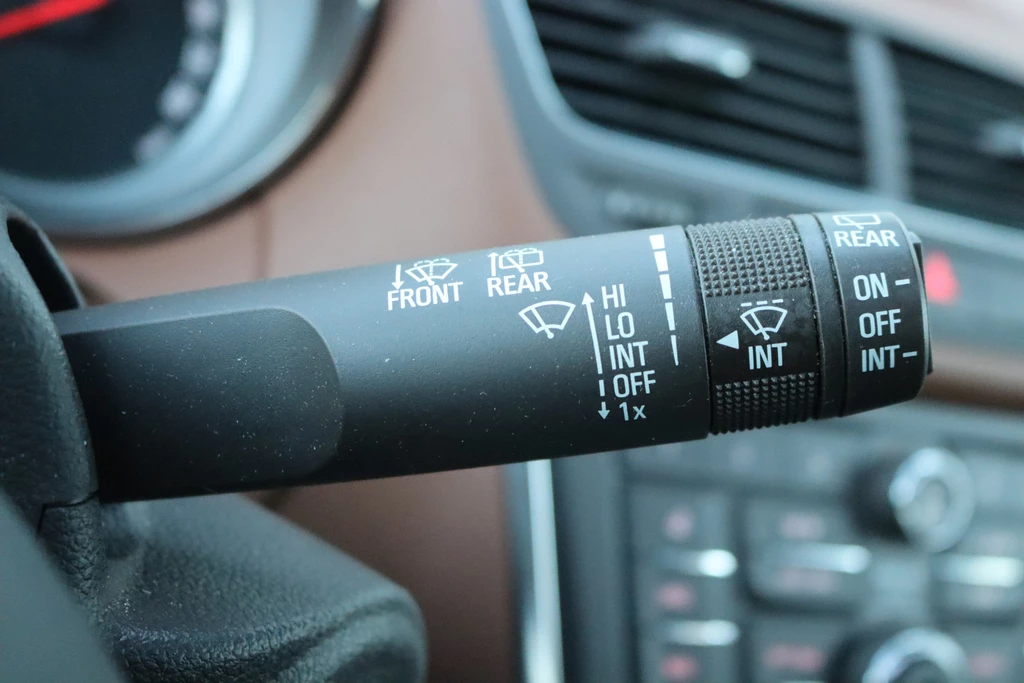 FRONT
REAR
HI
LO
INT
OFF
1x
INT
REAR
ON
OFF
INT